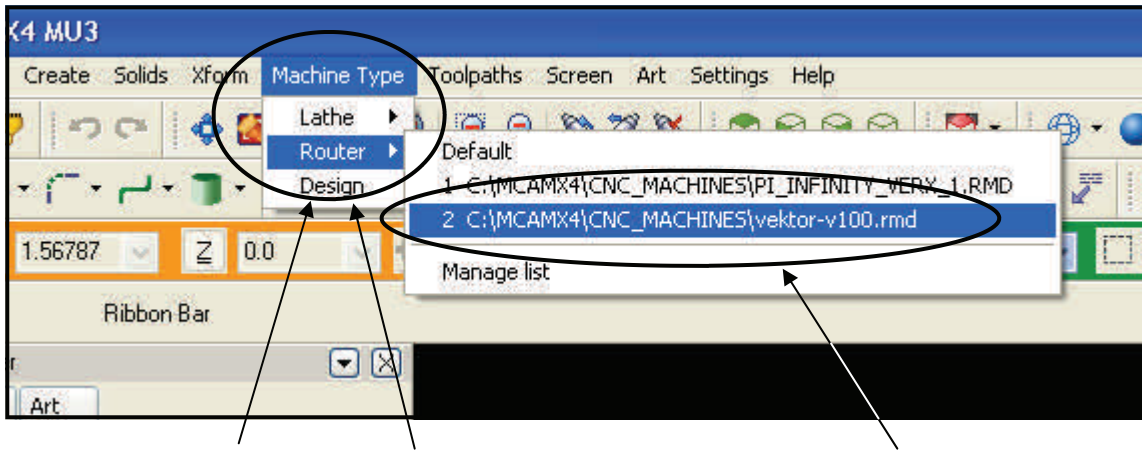 X4 MU3
Create Solids Xform Machine Type Toolpaths Screen Art Settings Help
Lathe
Router
Design
Default
1 C:\MCAMX4\CNC_MACHINES\PI_INFINITY_VERX_1.RMD
2 C:\MCAMX4\CNC_MACHINES\vektor-v100.rmd
Manage list
1.56787 Z 0.0
Ribbon Bar
Art